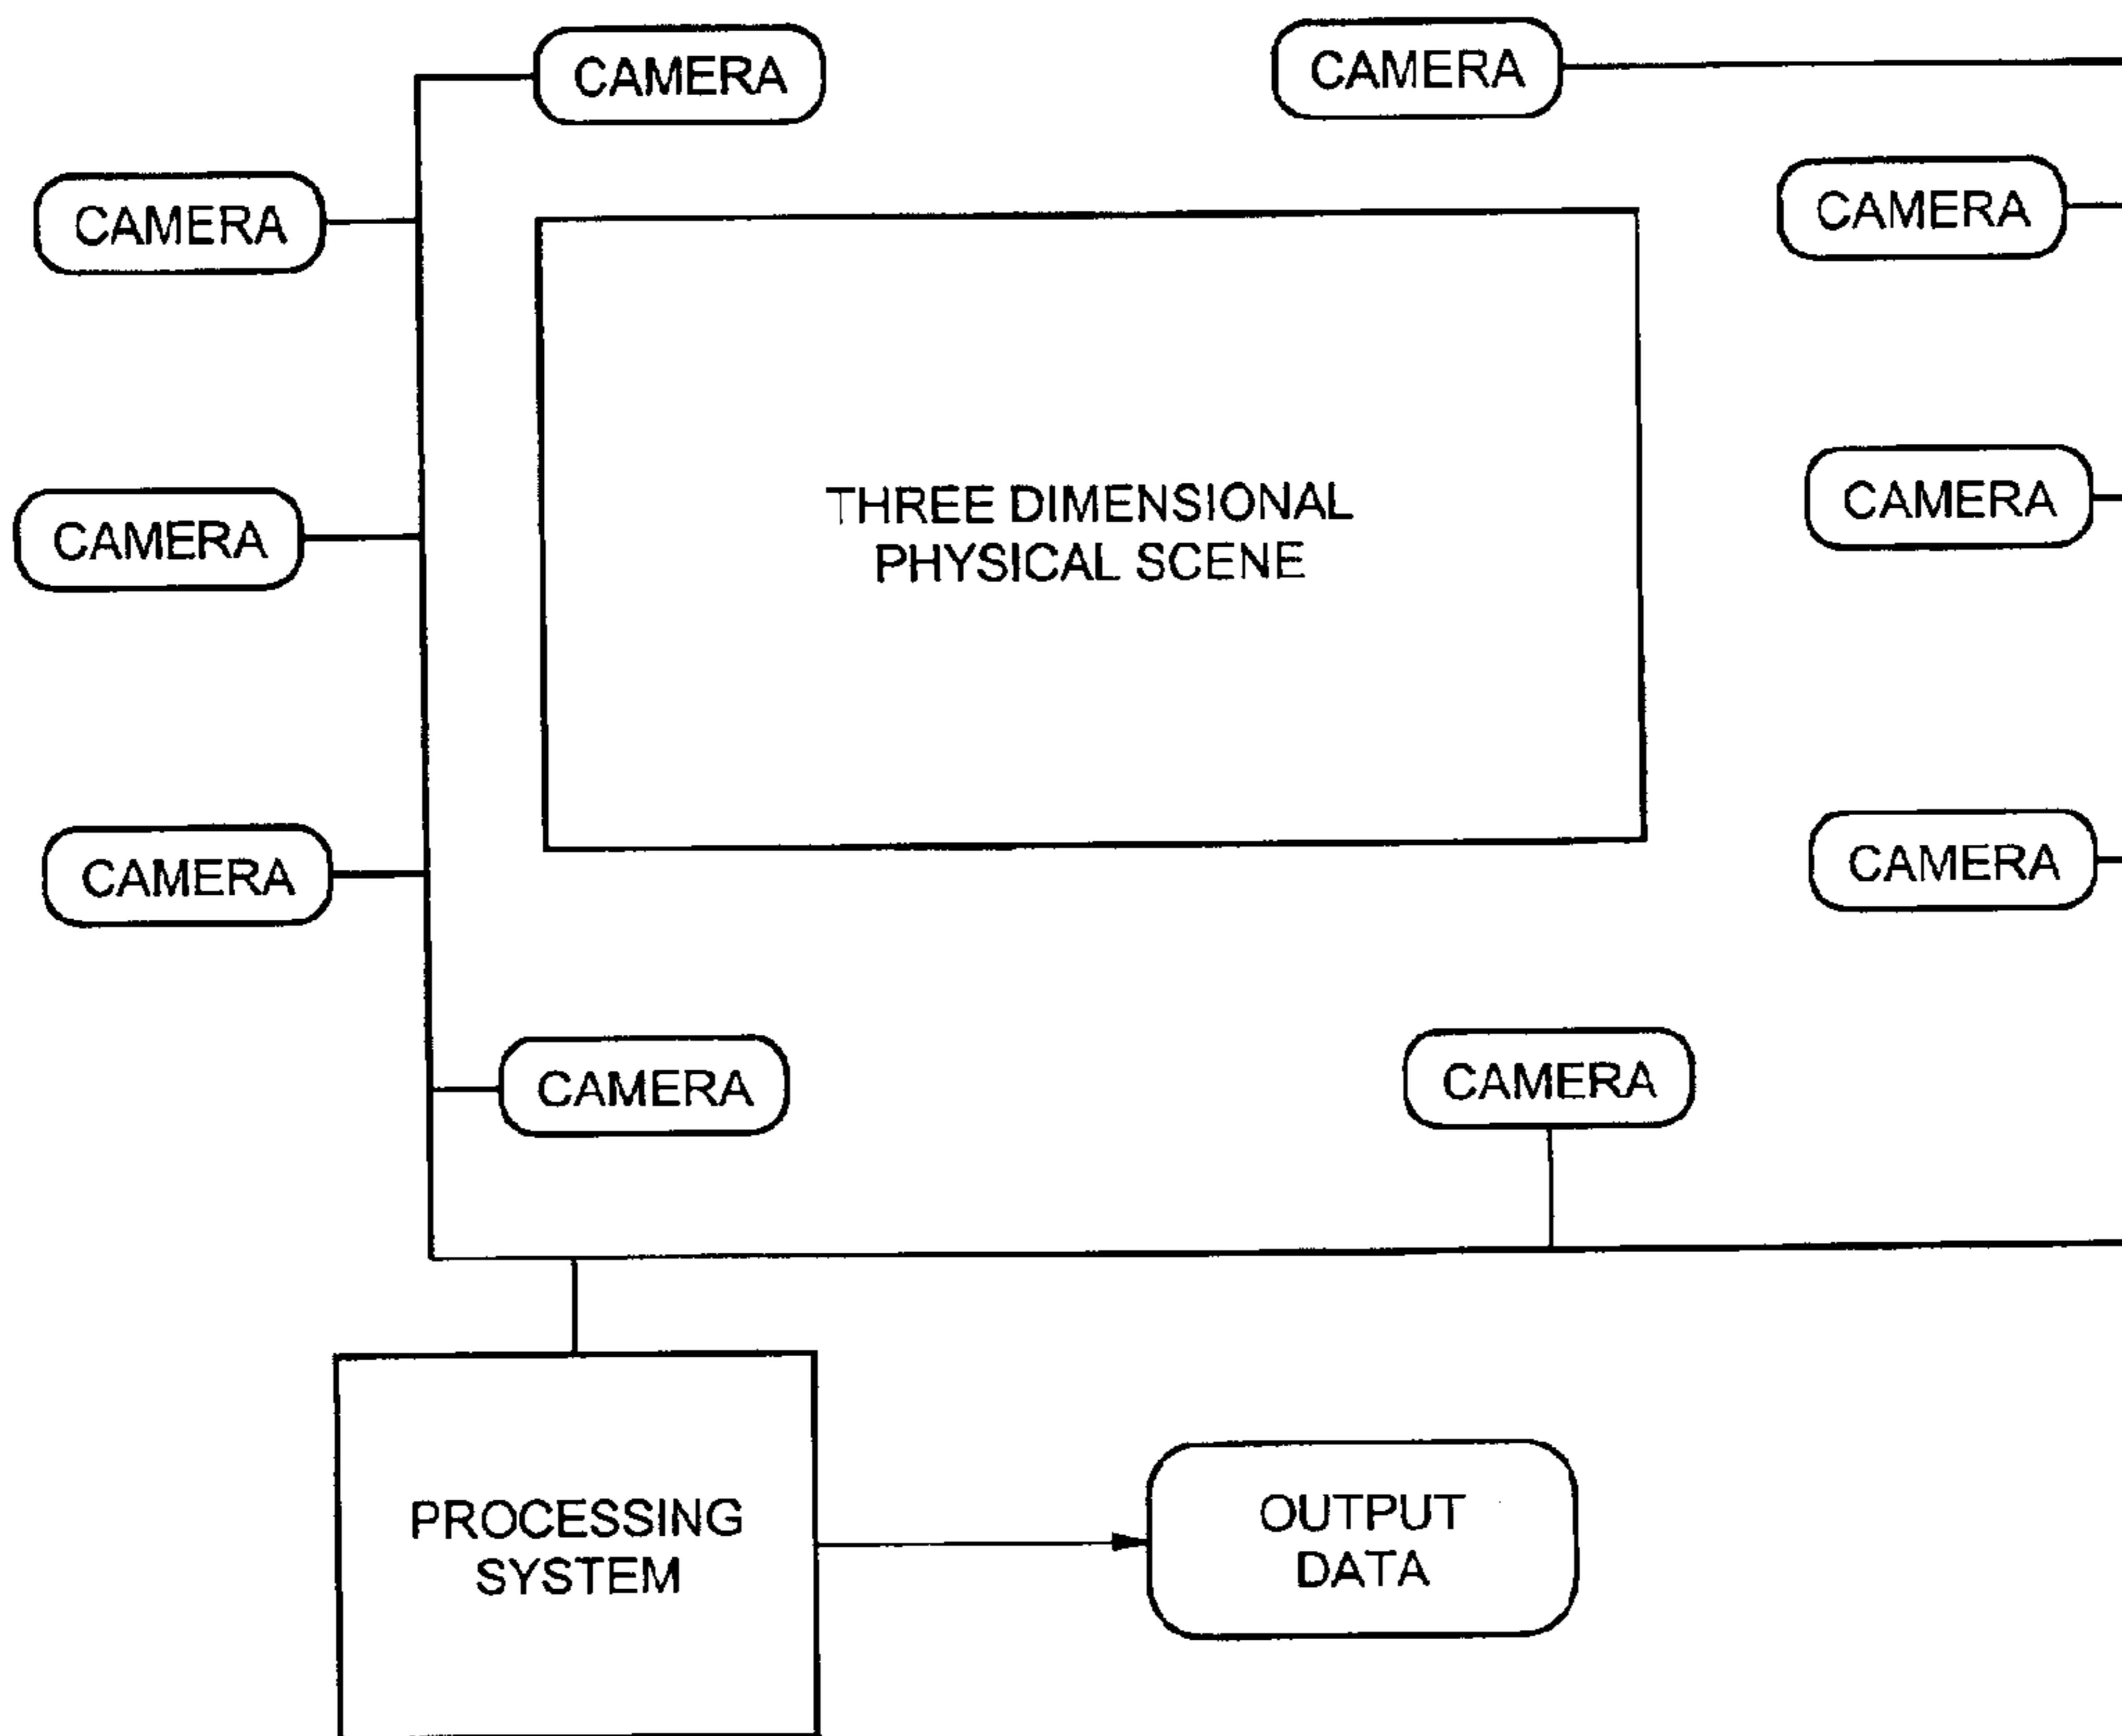 CAMERA
CAMERA
CAMERA
CAMERA
THREE DIMENSIONAL
PHYSICAL SCENE
CAMERA
CAMERA
CAMERA
CAMERA
CAMERA
CAMERA
PROCESSING
SYSTEM
OUTPUT
DATA